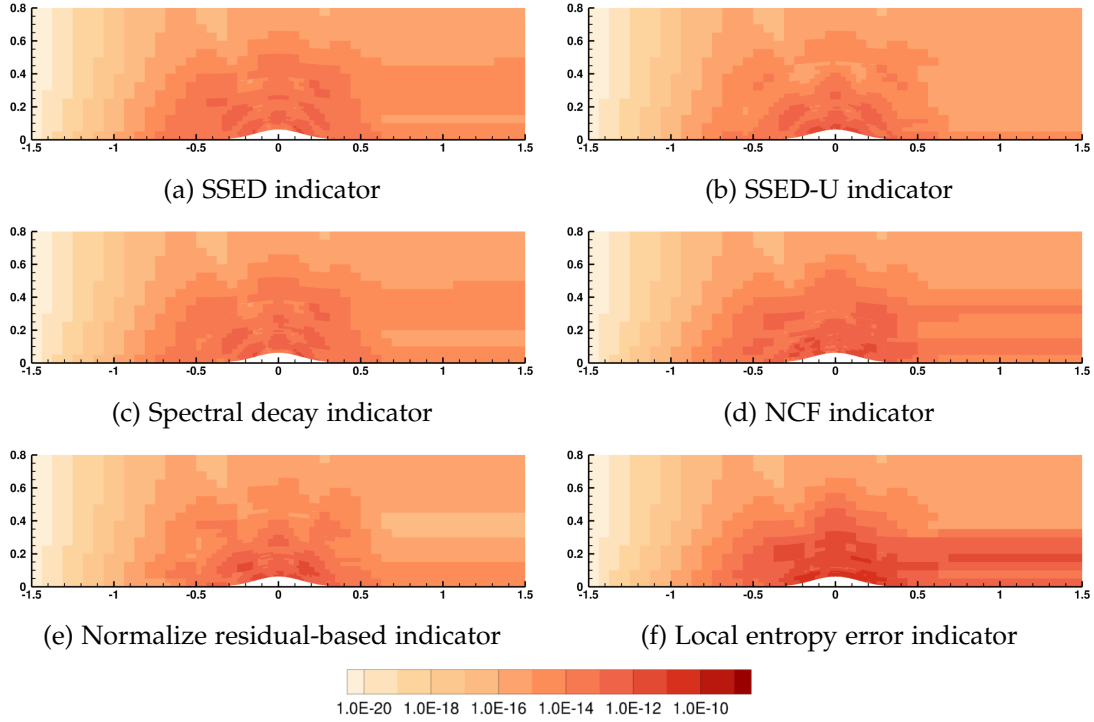 0.8 0.8
0.6 0.6
0.4 0.4
0.2 0.2
0 0
-1.5 -1 -0.5 0 0.5 1 1.5 -1.5 -1 -0.5 0 0.5 1 1.5
(a) SSED indicator (b) SSED-U indicator
0.8 0.8
0.6 0.6
0.4 0.4
0.2 0.2
0 0
-1.5 -1 -0.5 0 0.5 1 1.5 -1.5 -1 -0.5 0 0.5 1 1.5
(c) Spectral decay indicator (d) NCF indicator
0.8 0.8
0.6 0.6
0.4 0.4
0.2 0.2
0 0
-1.5 -1 -0.5 0 0.5 1 1.5 -1.5 -1 -0.5 0 0.5 1 1.5
(e) Normalize residual-based indicator (f) Local entropy error indicator
1.0E-20 1.0E-18 1.0E-16 1.0E-14 1.0E-12 1.0E-10